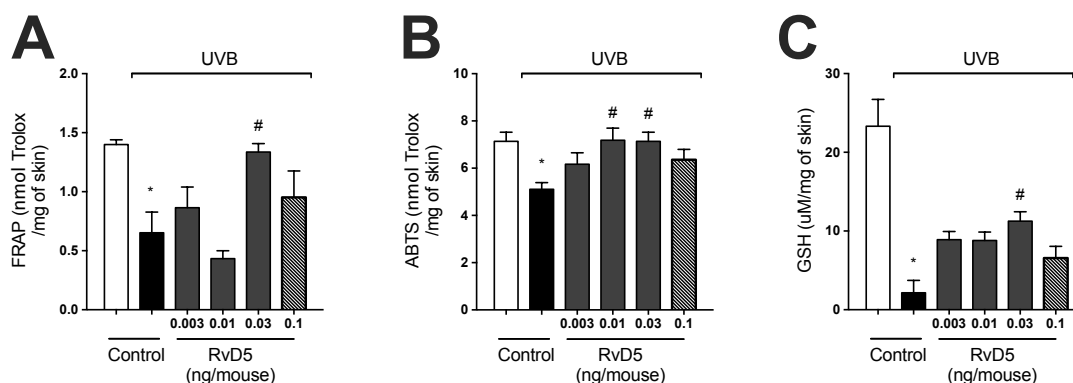 A
UVB
FRAP (nmol Trolox
/mg of skin)
2.0
1.5
1.0
0.5
0.0
*
#
0.003 0.01 0.03 0.1
Control RvD5
(ng/mouse)
B
UVB
ABTS (nmol Trolox
/mg of skin)
10
8
6
4
2
0
*
# #
0.003 0.01 0.03 0.1
Control RvD5
(ng/mouse)
C
UVB
GSH (uM/mg of skin)
30
20
10
0
*
#
0.003 0.01 0.03 0.1
Control RvD5
(ng/mouse)